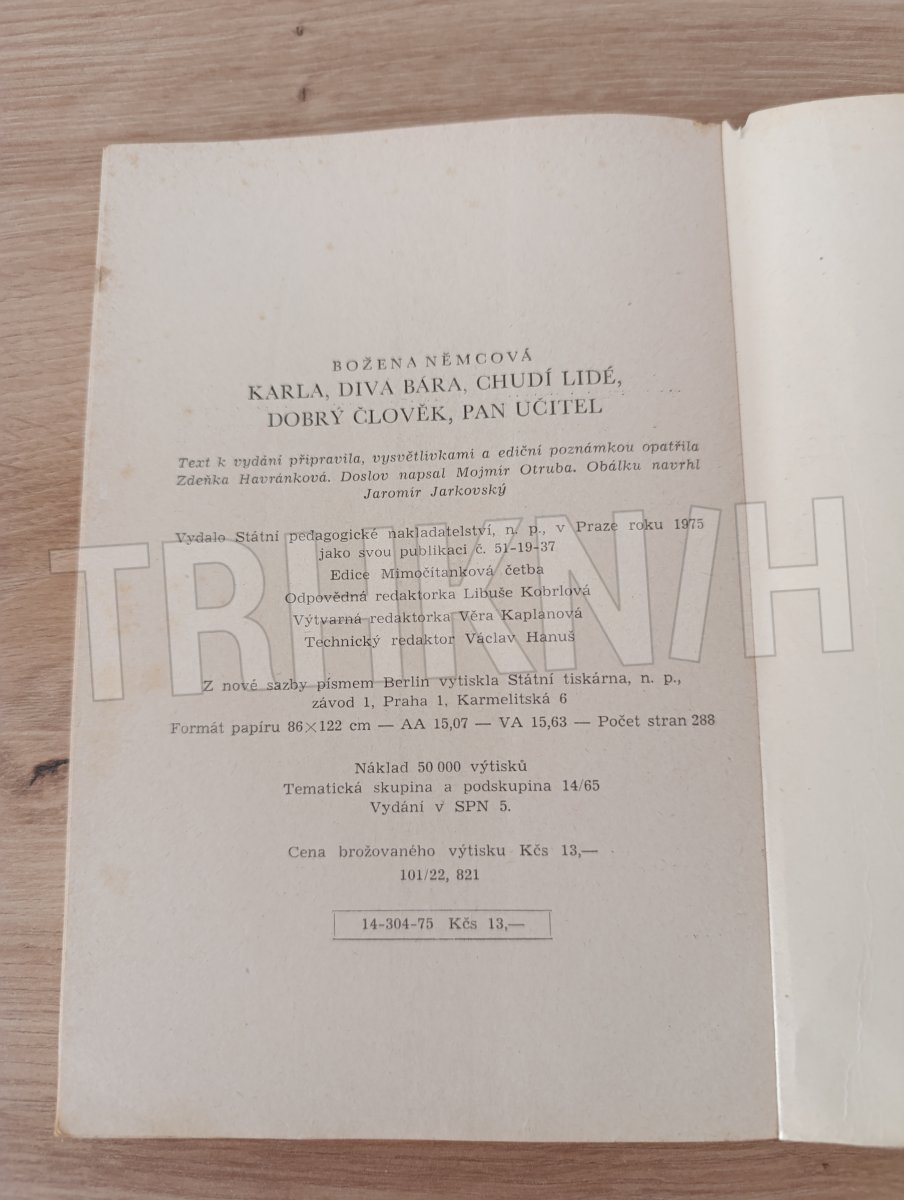 BOŽENA NĚMCOVÁ
KARLA, DIVA BÁRA, CHUDÍ LIDÉ,
DOBRÝ ČLOVĚK, PAN UČITEL
Text k vydání připravila, vysvětlivkami a ediční poznámkou opatřila
Zdeňka Havránková. Doslov napsal Mojmír Otruba. Obálku navrhl
Jaromír Jarkovský
Vydalo Státní pedagogické nakladatelství, n. p., v Praze roku 1975
jako svou publikaci č. 51-19-37
Edice Mimočítanková četba
Odpovědná redaktorka Libuše Kobrlová
Výtvarná redaktorka Věra Kaplanová
Technický redaktor Václav Hanuš
Z nové sazby písmem Berlin vytiskla Státní tiskárna, n. p.,
závod 1, Praha 1, Karmelitská 6
Formát papíru 86×122 cm — AA 15,07 — VA 15,63 — Počet stran 288
Náklad 50 000 výtisků
Tematická skupina a podskupina 14/65
Vydání v SPN 5.
Cena brožovaného výtisku Kčs 13,—
101/22, 821
14-304-75 Kčs 13,—
TRHKNIH